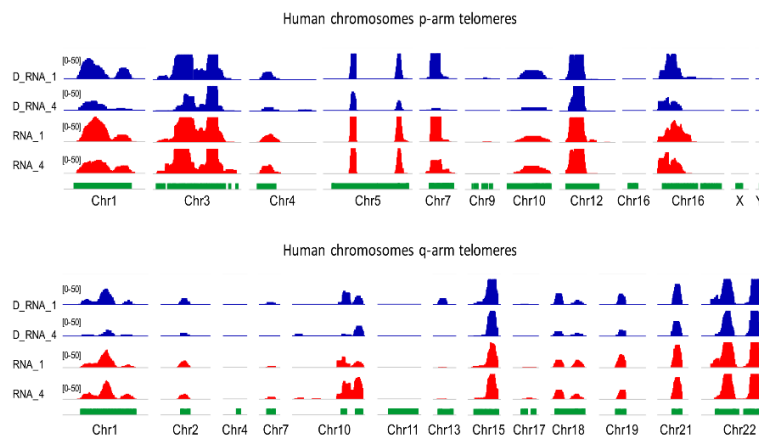 Human chromosomes p-arm telomeres
[0-50]
D_RNA_1
[0-50]
D_RNA_4
[0-50]
RNA_1
[0-50]
RNA_4
Chr1 Chr3 Chr4 Chr5 Chr7 Chr9 Chr10 Chr12 Chr16 Chr16 X Y
Human chromosomes q-arm telomeres
[0-50]
D_RNA_1
[0-50]
D_RNA_4
[0-50]
RNA_1
[0-50]
RNA_4
Chr1 Chr2 Chr4 Chr7 Chr10 Chr11 Chr13 Chr15 Chr17 Chr18 Chr19 Chr21 Chr22